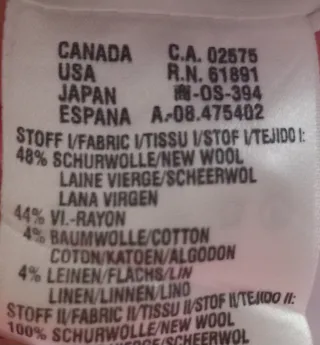 CANADA C.A. 02575
USA R.N. 61891
JAPAN -OS-394
ESPANA A.-08.475402
STOFF I/FABRIC I/TISSU I/STOF I/TEJIDO I:
48% SCHURWOLLE/NEW WOOL
LAINE VIERGE/SCHEERWOL
LANA VIRGEN
44% VI.-RAYON
4% BAUMWOLLE/COTTON
COTON/KATOEN/ALGODON
4% LEINEN/FLACHS/LIN
LINEN/LINNEN/LINO
STOFF II/FABRIC II/TISSU II/STOF II/TEJIDO II:
100% SCHURWOLLE/NEW WOOL